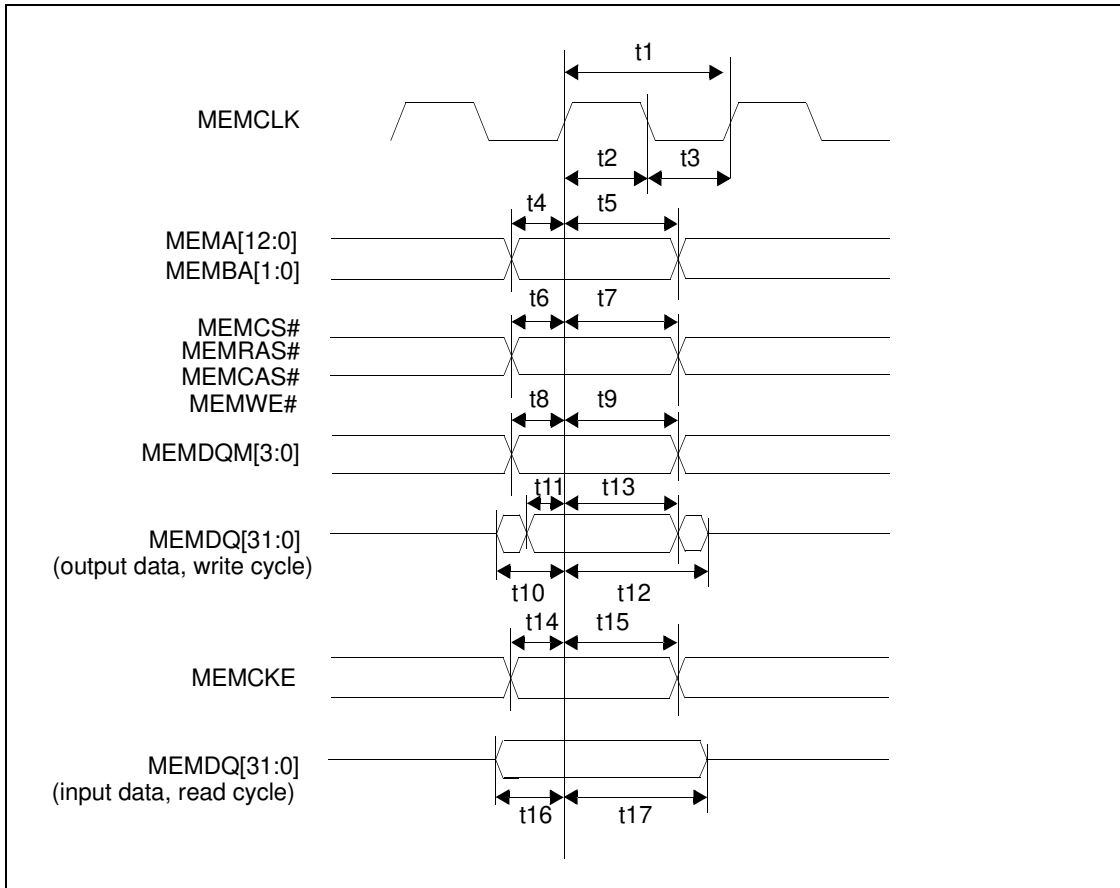 t1
MEMCLK
t2 t3
t4 t5
MEMA[12:0]
MEMBA[1:0]
t6 t7
MEMCS#
MEMRAS#
MEMCAS#
t8 t9
MEMWE#
MEMDQM[3:0]
t11 t13
MEMDQ[31:0]
(output data, write cycle)
t10 t12
t14 t15
MEMCKE
MEMDQ[31:0]
(input data, read cycle)
t16 t17